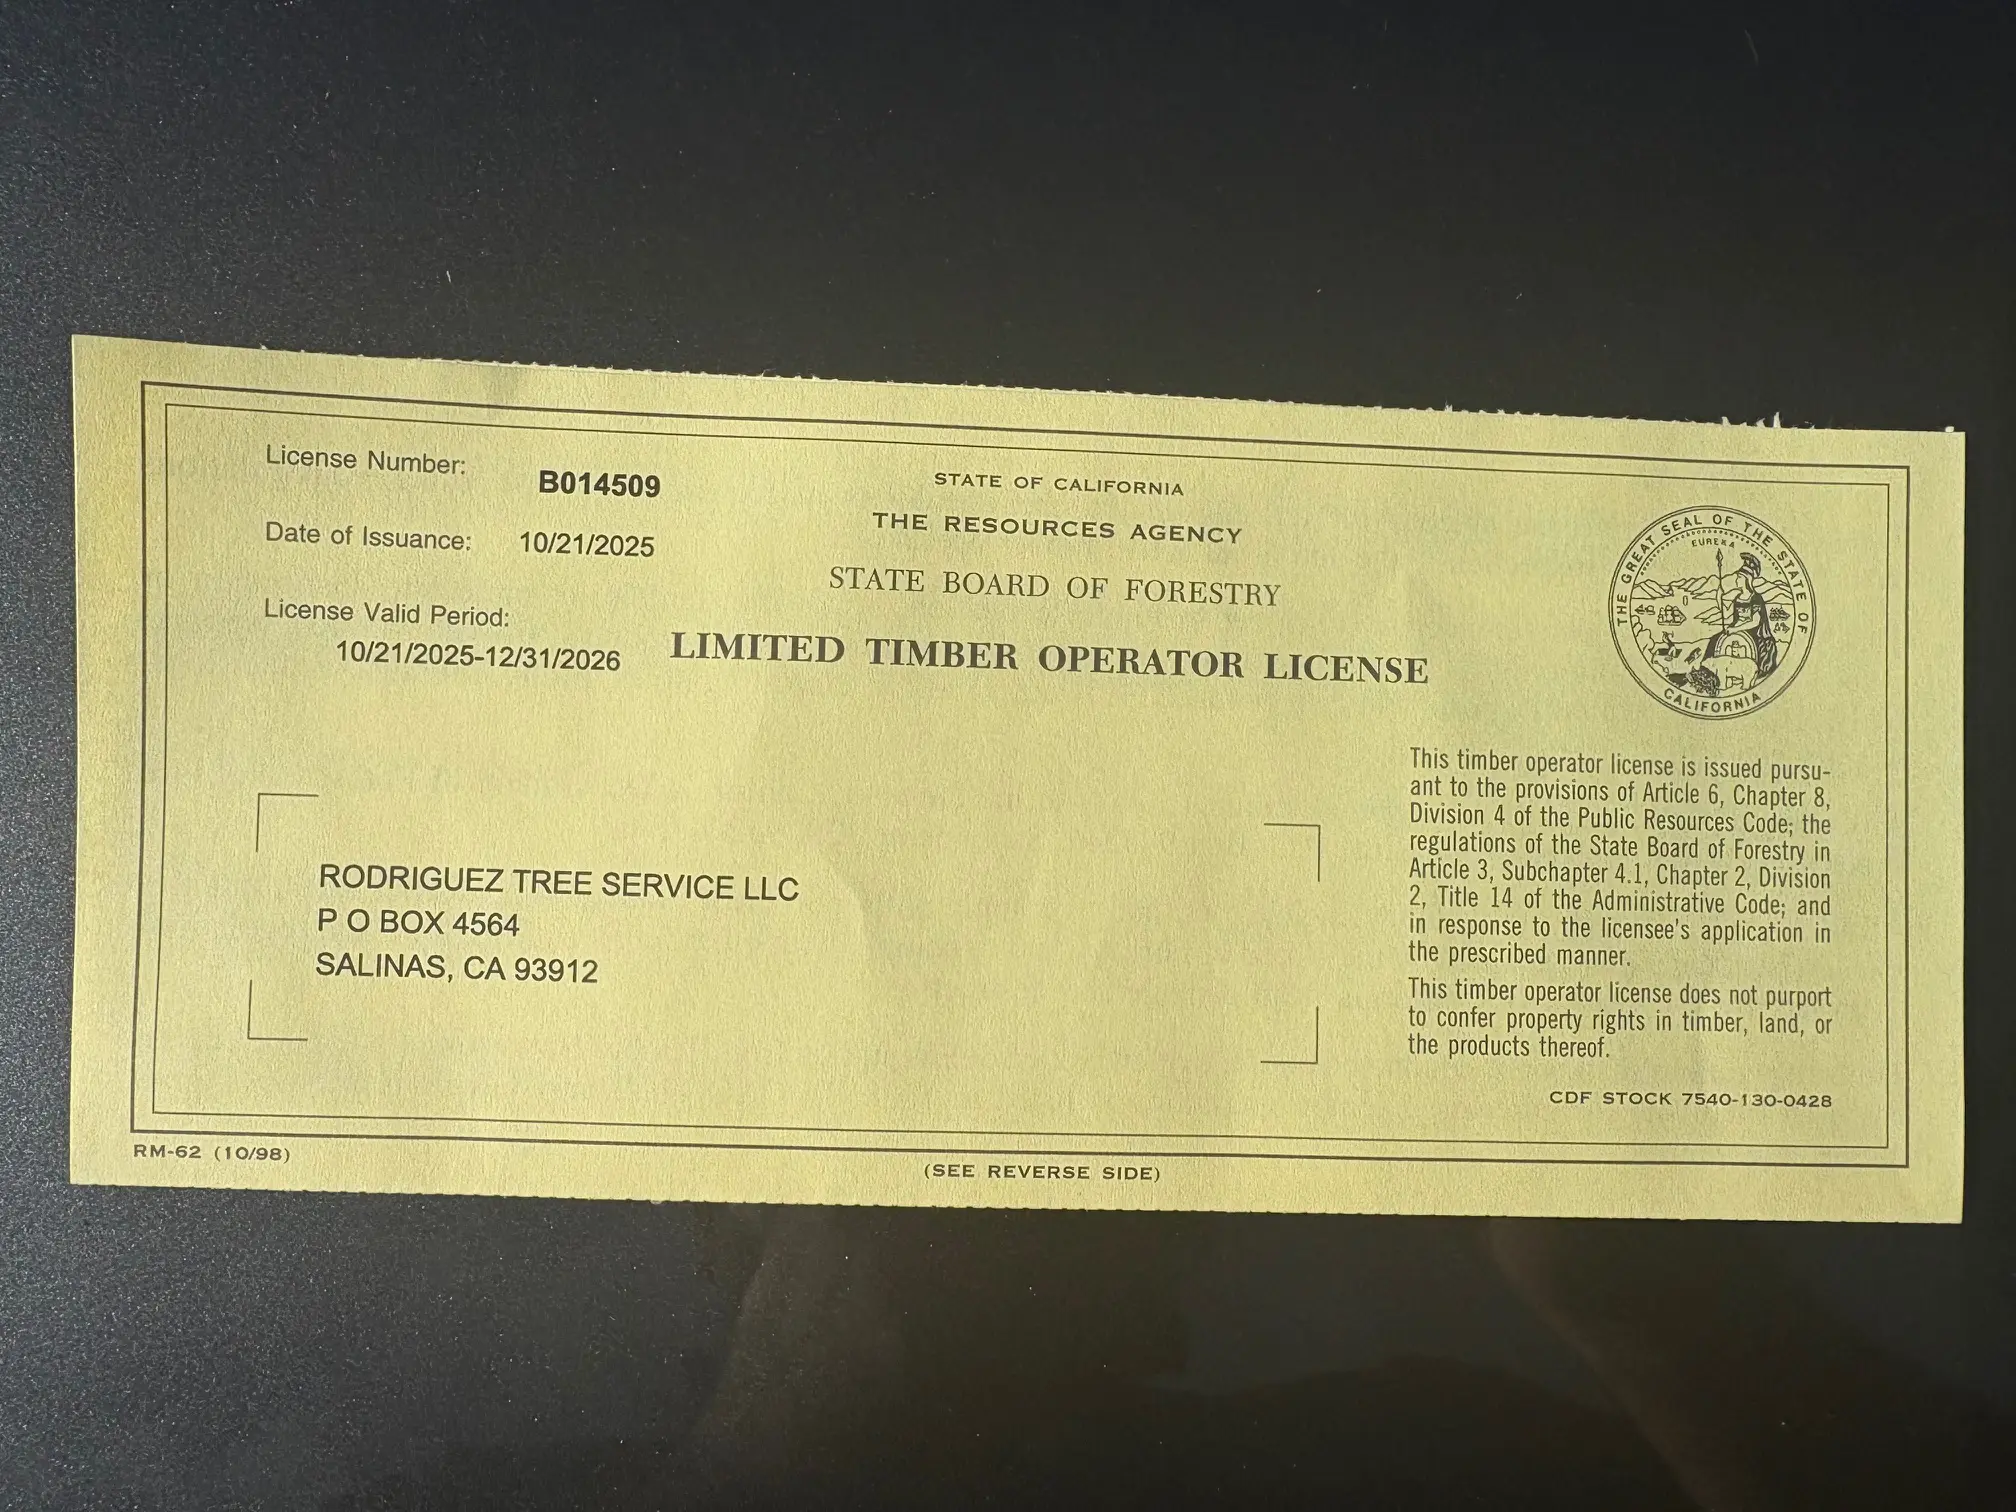 License Number:
B014509
Date of Issuance: 10/21/2025
License Valid Period:
10/21/2025-12/31/2026
STATE OF CALIFORNIA
THE RESOURCES AGENCY
STATE BOARD OF FORESTRY
LIMITED TIMBER OPERATOR LICENSE
THE GREAT SEAL OF THE STATE OF
CALIFORNIA
EUREKA
RODRIGUEZ TREE SERVICE LLC
P O BOX 4564
SALINAS, CA 93912
This timber operator license is issued pursu-
ant to the provisions of Article 6, Chapter 8,
Division 4 of the Public Resources Code; the
regulations of the State Board of Forestry in
Article 3, Subchapter 4.1, Chapter 2, Division
2, Title 14 of the Administrative Code; and
in response to the licensee's application in
the prescribed manner.
This timber operator license does not purport
to confer property rights in timber, land, or
the products thereof.
CDF STOCK 7540-130-0428
RM-62 (10/98)
(SEE REVERSE SIDE)